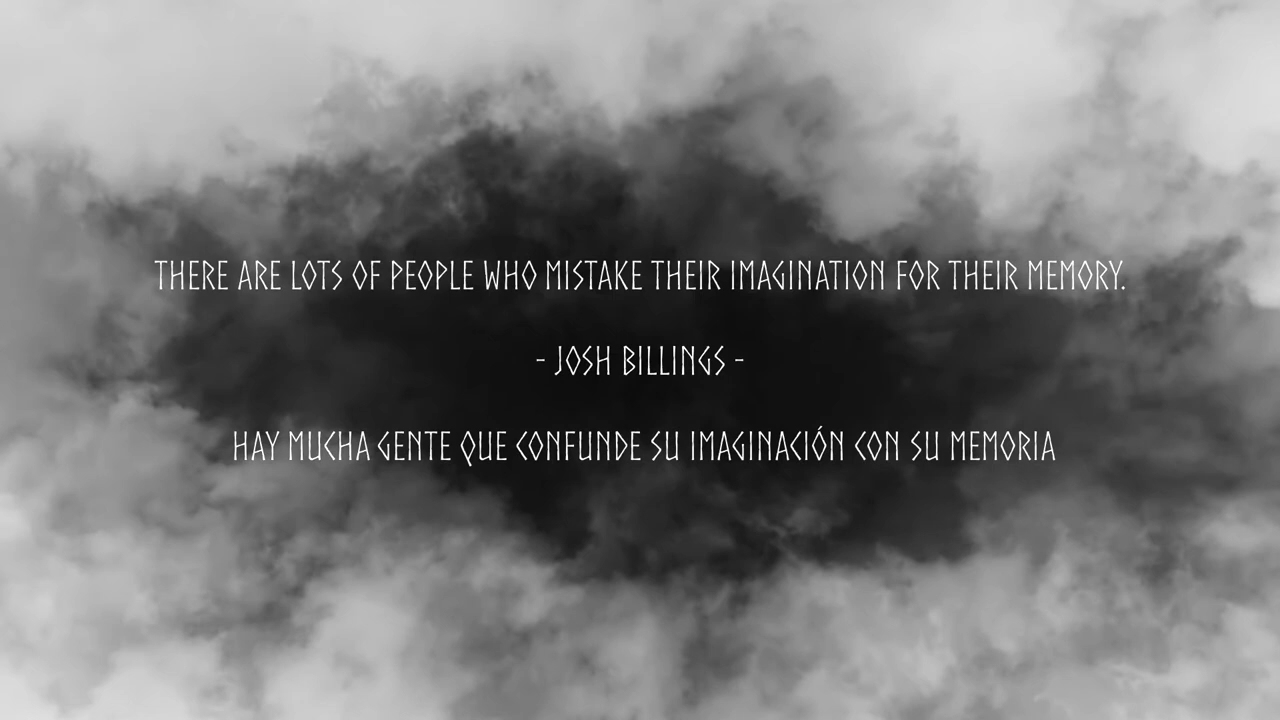 THERE ARE LOTS OF PEOPLE WHO MISTAKE THEIR IMAGINATION FOR THEIR MEMORY.
- JOSH BILLINGS -
HAY MUCHA GENTE QUE CONFUNDE SU IMAGINACIÓN CON SU MEMORIA